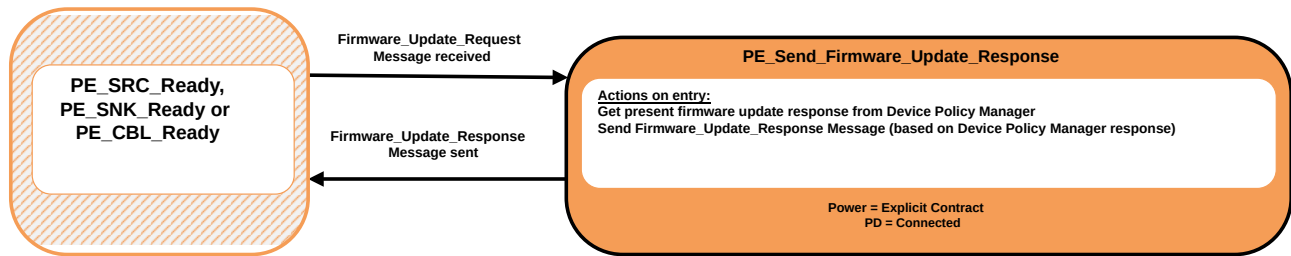 PE_SRC_Ready,
PE_SNK_Ready or
PE_CBL_Ready
Firmware_Update_Request
Message received
Firmware_Update_Response
Message sent
PE_Send_Firmware_Update_Response
Actions on entry:
Get present firmware update response from Device Policy Manager
Send Firmware_Update_Response Message (based on Device Policy Manager response)
Power = Explicit Contract
PD = Connected